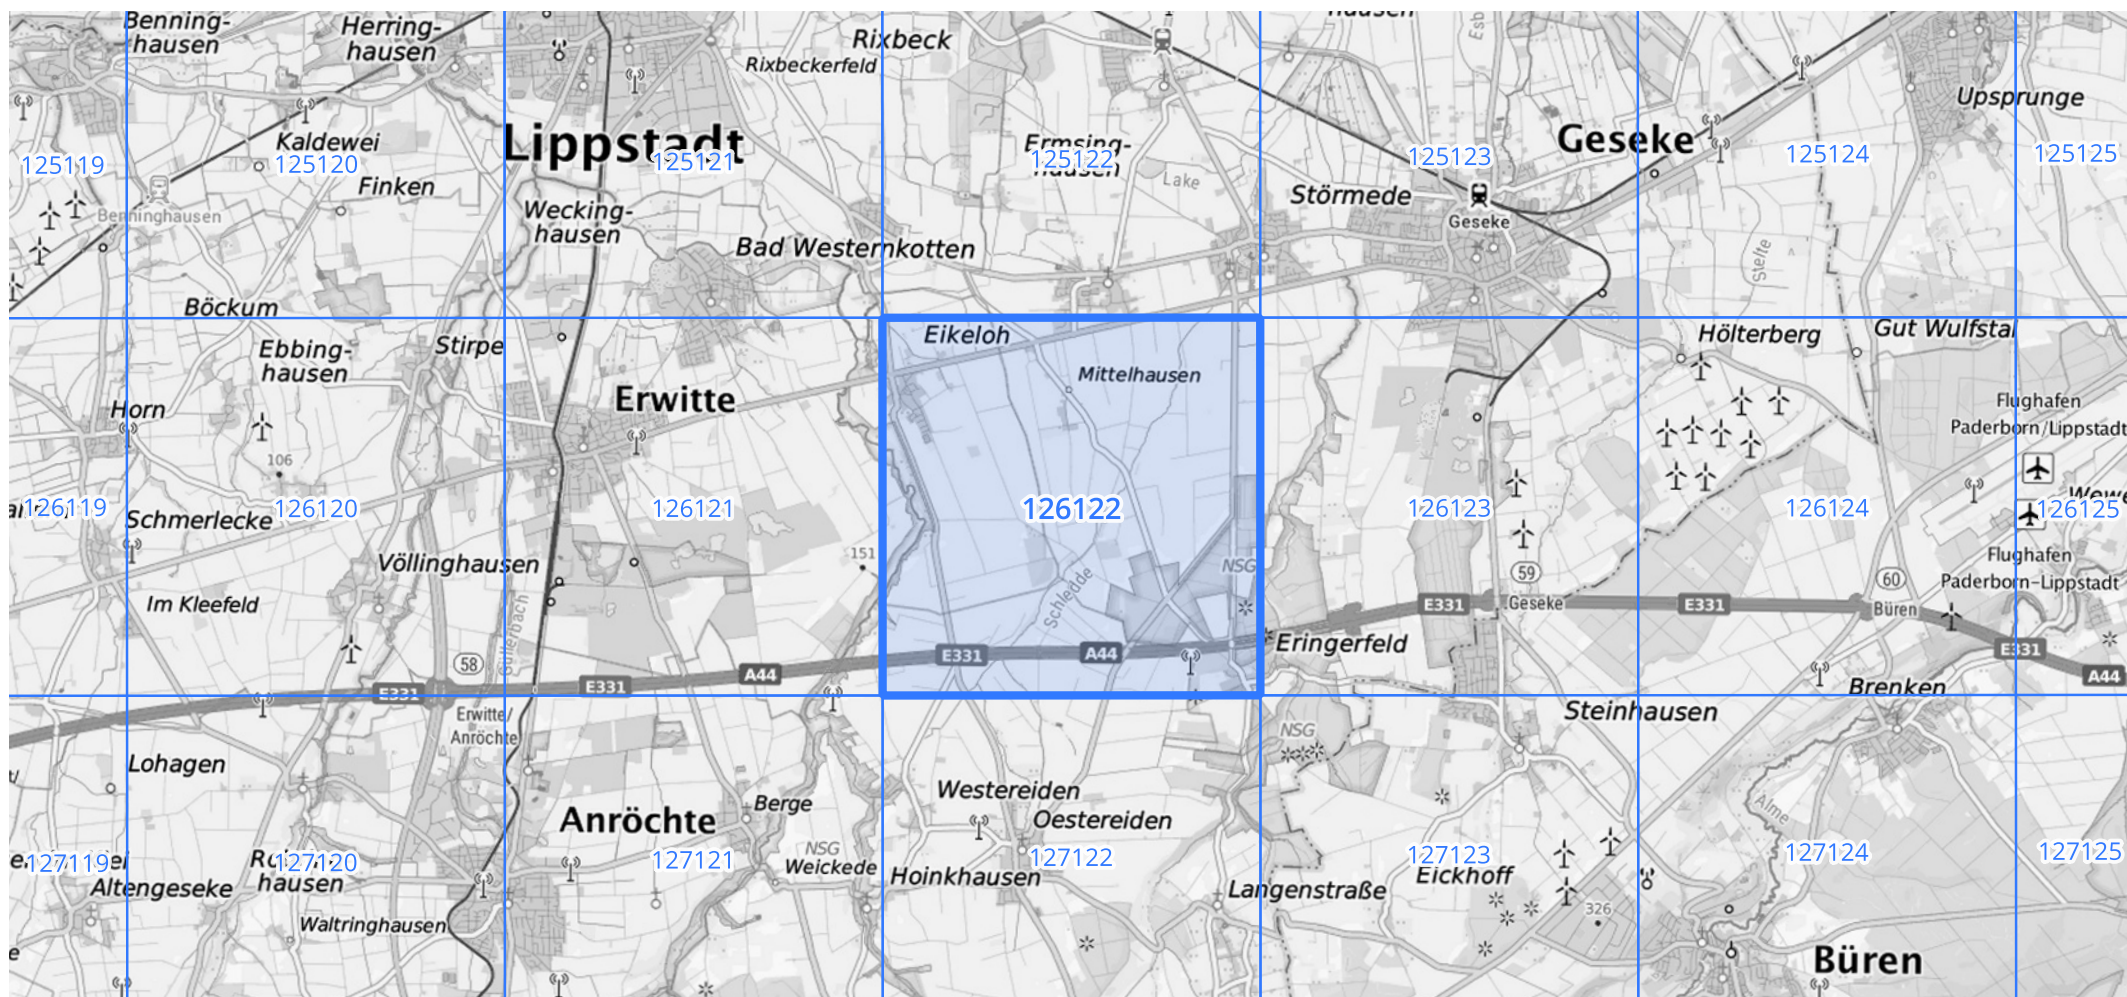 Benning-
hausen
Herring-
hausen
Rixbeck
Rixbeckerfeld
Upsprunge
Kaldewei
Lippstadt
Ermsing-
hausen
Geseke
125119
125120
125121
125122
125123
125124
125125
Finken
Lake
Störmede
Benninghausen
Wecking-
hausen
Geseke
Bad Westernkotten
Stelte
Böckum
Eikeloh
Hölterberg
Gut Wulfstal
Ebbing-
hausen
Stirpe
Mittelhausen
Erwitte
Horn
Flughafen
Paderborn/Lippstadt
106
126119
126120
126121
126122
126123
126124
126125
Schmerlecke
Völlinghausen
151
NSG
Flughafen
Paderborn-Lippstadt
59
60
Im Kleefeld
Schledde
E331
Geseke
E331
Büren
Süllerbach
Eringerfeld
58
E331
E331
A44
E331
A44
E331
A44
Brenken
Erwitte/
Anröchte
Steinhausen
NSG
Lohagen
Westereiden
Berge
Anröchte
Oestereiden
Alme
NSG
Weickede
127119
127120
127121
127122
127123
127124
127125
hausen
Altengeseke
Hoinkhausen
Langenstraße
Eickhoff
326
Waltringhausen
Büren